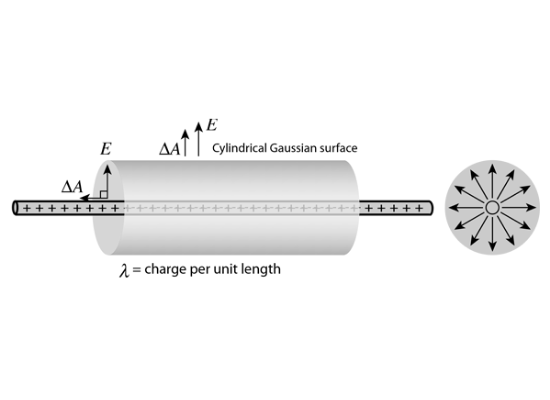 E
ΔA
Cylindrical Gaussian surface
E
ΔA
+ + + + + + + + + + + + + + + + + + + + + + + + + + + + + + + +
λ = charge per unit length